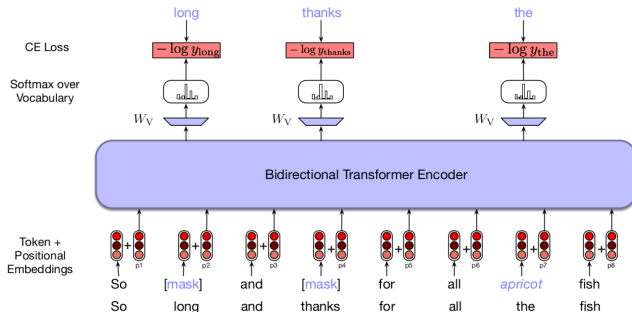 long thanks the
CE Loss − log y_long − log y_thanks − log y_the
Softmax over
Vocabulary
W_V W_V W_V
Bidirectional Transformer Encoder
Token +
Positional
Embeddings
+ + + + + + + +
p1 p2 p3 p4 p5 p6 p7 p8
So [mask] and [mask] for all apricot fish
So long and thanks for all the fish